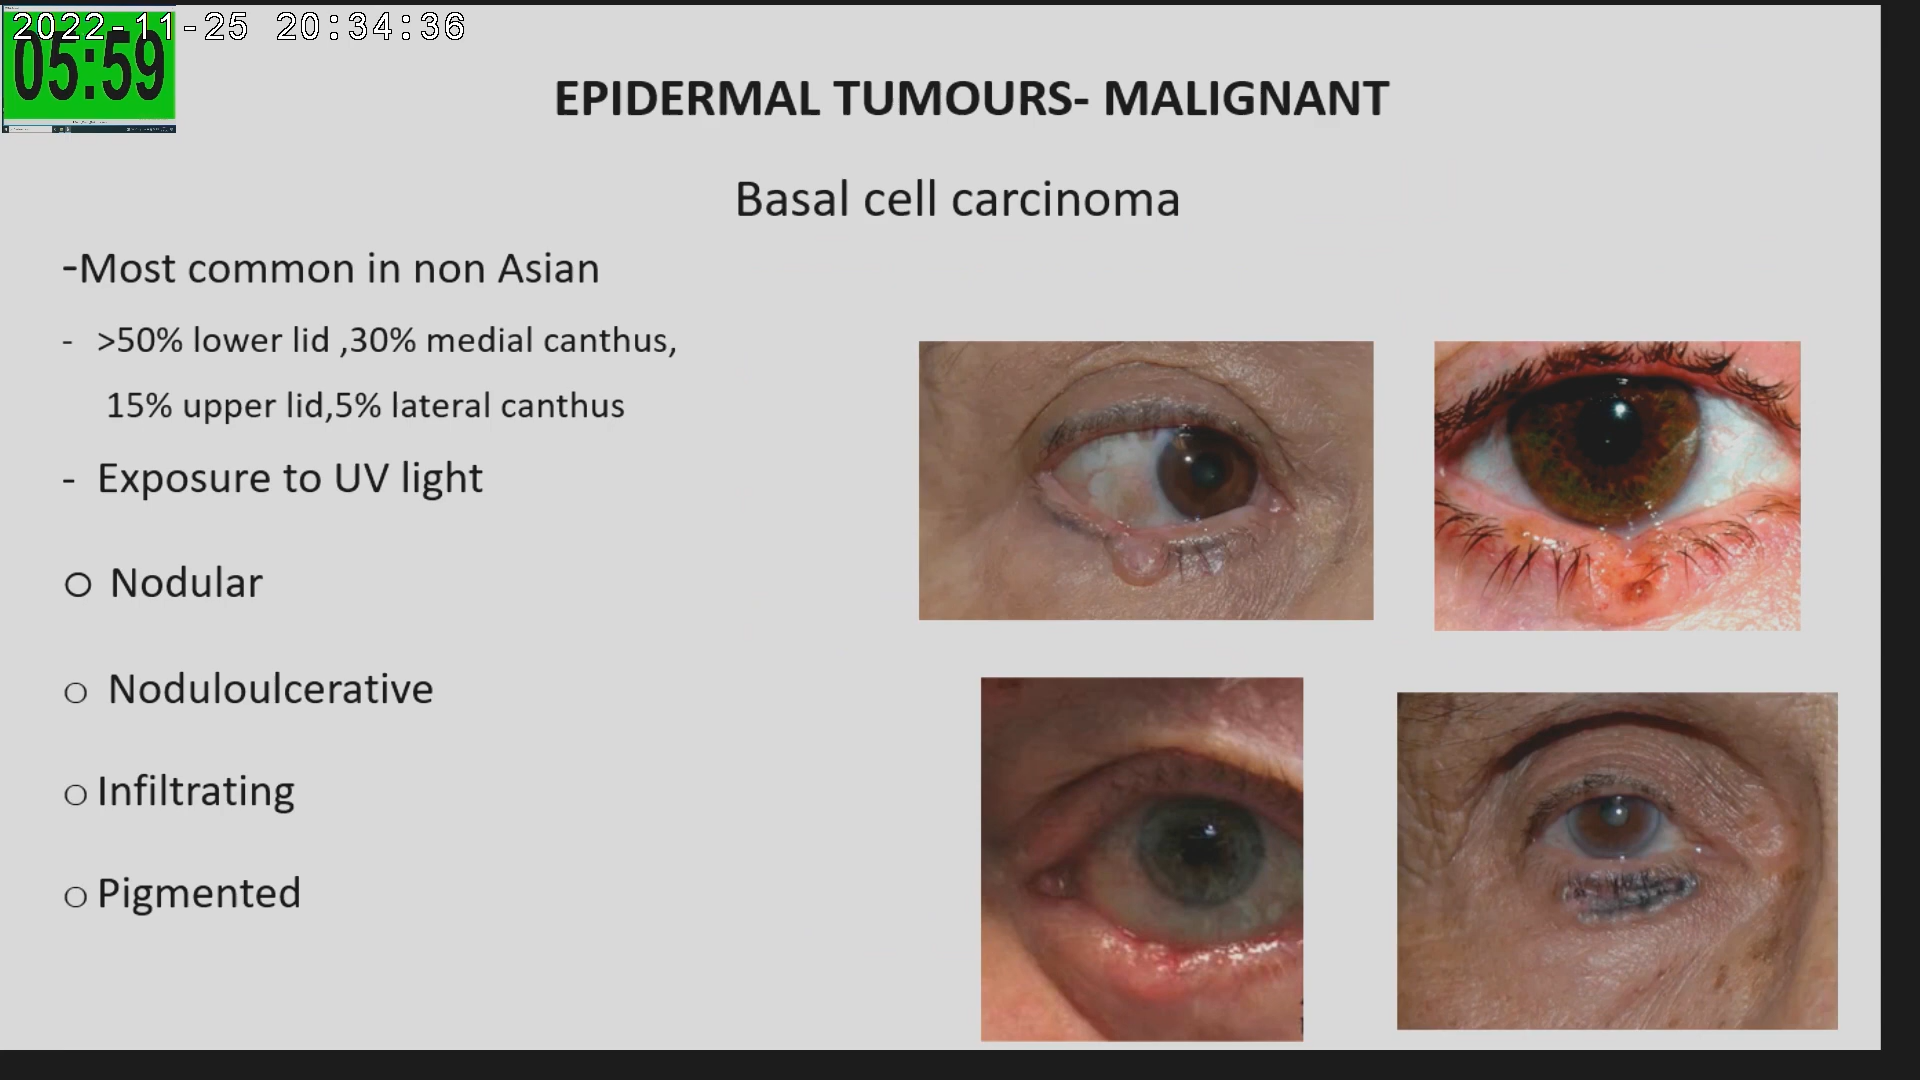 2022-11-25 20:34:36
05:59
EPIDERMAL TUMOURS- MALIGNANT
Basal cell carcinoma
-Most common in non Asian
- >50% lower lid ,30% medial canthus,
15% upper lid,5% lateral canthus
- Exposure to UV light
o Nodular
o Noduloulcerative
o Infiltrating
o Pigmented